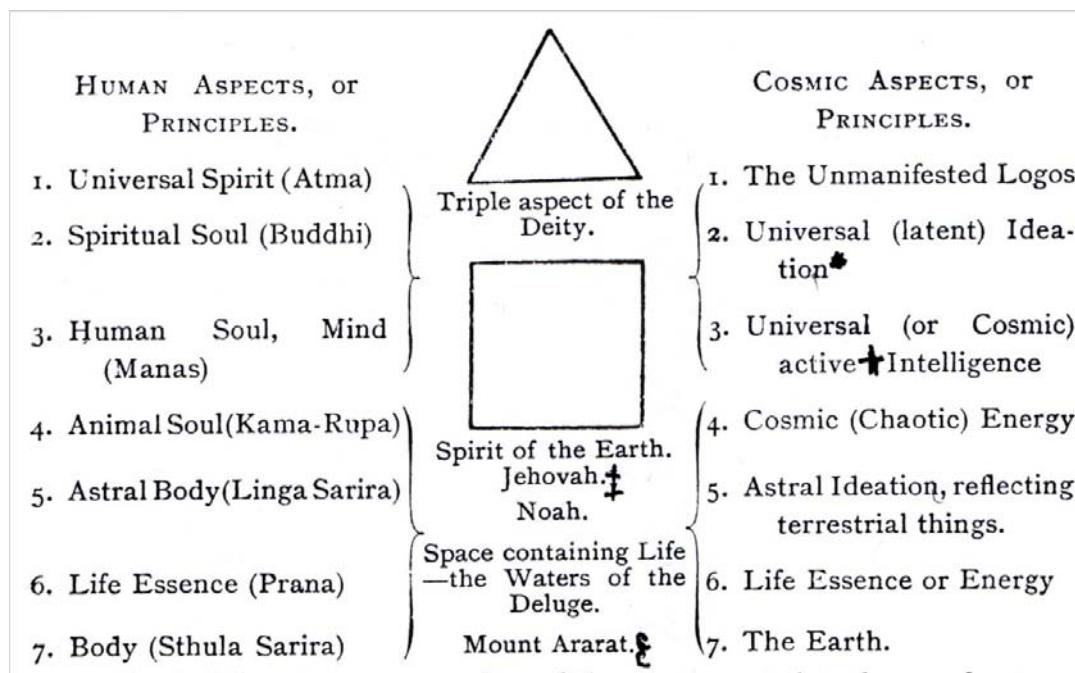 HUMAN ASPECTS, or
PRINCIPLES.
1. Universal Spirit (Atma)
2. Spiritual Soul (Buddhi)
3. Human Soul, Mind
(Manas)
4. Animal Soul (Kama-Rupa)
5. Astral Body (Linga Sarira)
6. Life Essence (Prana)
7. Body (Sthula Sarira)
Triple aspect of the
Deity.
Spirit of the Earth.
Jehovah.‡
Noah.
Space containing Life
—the Waters of the
Deluge.
Mount Ararat.§
COSMIC ASPECTS, or
PRINCIPLES.
1. The Unmanifested Logos
2. Universal (latent) Idea-
tion*
3. Universal (or Cosmic)
active † Intelligence
4. Cosmic (Chaotic) Energy
5. Astral Ideation, reflecting
terrestrial things.
6. Life Essence or Energy
7. The Earth.